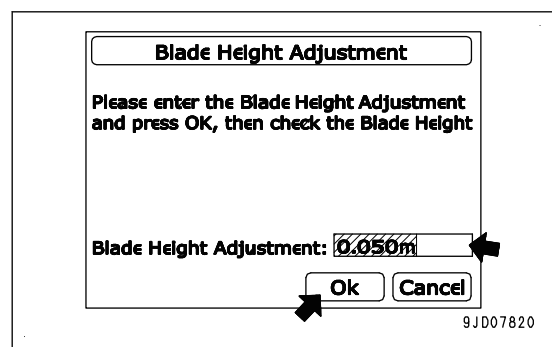 Blade Height Adjustment
Please enter the Blade Height Adjustment
and press OK, then check the Blade Height
Blade Height Adjustment: 0.050m
Ok Cancel
9JD07820